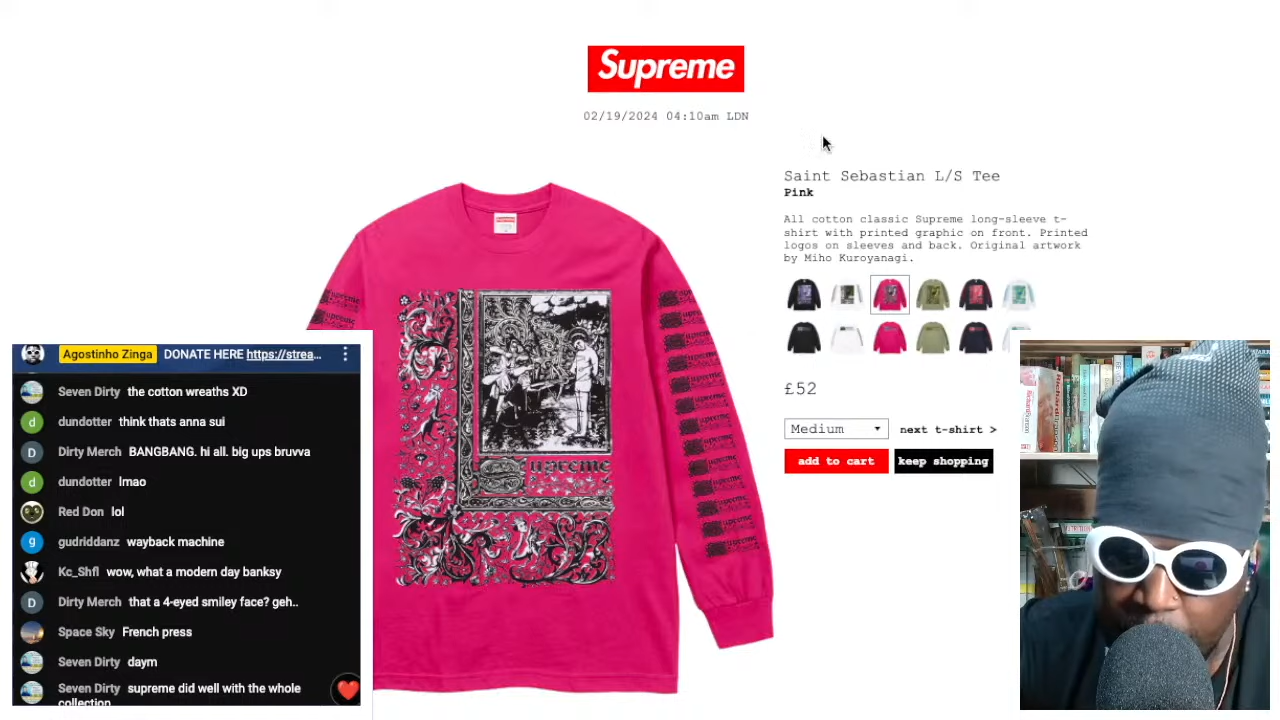 Supreme
02/19/2024 04:10am LDN
Saint Sebastian L/S Tee
Pink
All cotton classic Supreme long-sleeve t-
shirt with printed graphic on front. Printed
logos on sleeves and back. Original artwork
by Miho Kuroyanagi.
£52
Medium
next t-shirt >
add to cart
keep shopping
Supreme
upreme
Agostinho Zinga DONATE HERE https://strea...
Seven Dirty the cotton wreaths XD
dundotter think thats anna sui
Dirty Merch BANGBANG. hi all. big ups bruvva
dundotter lmao
Red Don lol
gudriddanz wayback machine
Kc_Shfl wow, what a modern day banksy
Dirty Merch that a 4-eyed smiley face? geh..
Space Sky French press
Seven Dirty daym
Seven Dirty supreme did well with the whole
collection